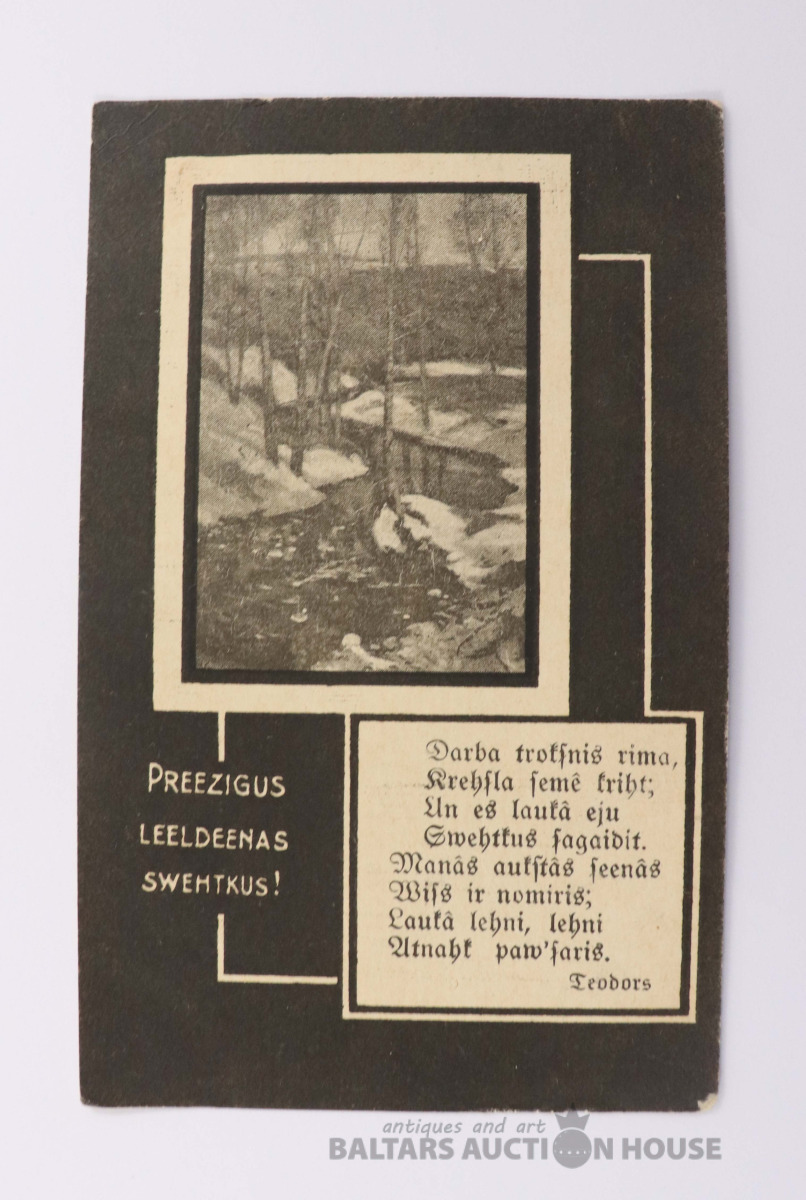 PREEZIGUS
LEELDEENAS
SWEHTKUS!
Darba trokſnis rima,
Krehſla ſemê kriht;
Un es laukâ eju
Swehtkus ſagaidit.
Manâs aukſtâs ſeenâs
Wiſs ir nomiris;
Laukâ lehni, lehni
Atnahk paw'ſaris.
Teodors
antiques and art
BALTARS AUCTION HOUSE